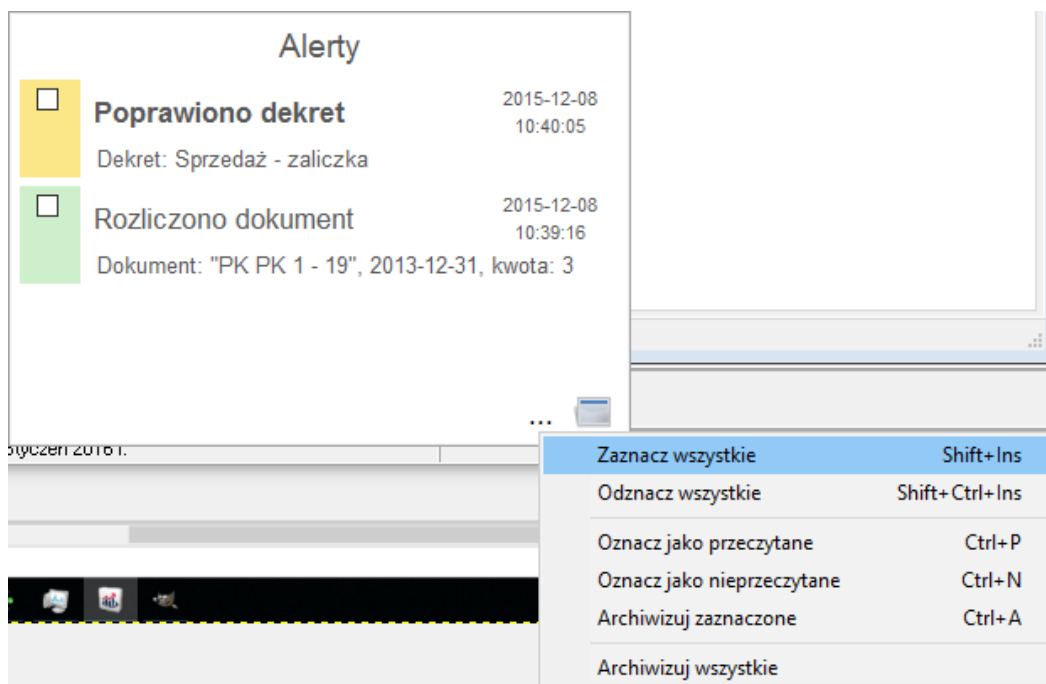 Alerty
Poprawiono dekret
2015-12-08
10:40:05
Dekret: Sprzedaż - zaliczka
Rozliczono dokument
2015-12-08
10:39:16
Dokument: "PK PK 1 - 19", 2013-12-31, kwota: 3
...
styczeń 2016 r.
Zaznacz wszystkie Shift+Ins
Odznacz wszystkie Shift+Ctrl+Ins
Oznacz jako przeczytane Ctrl+P
Oznacz jako nieprzeczytane Ctrl+N
Archiwizuj zaznaczone Ctrl+A
Archiwizuj wszystkie